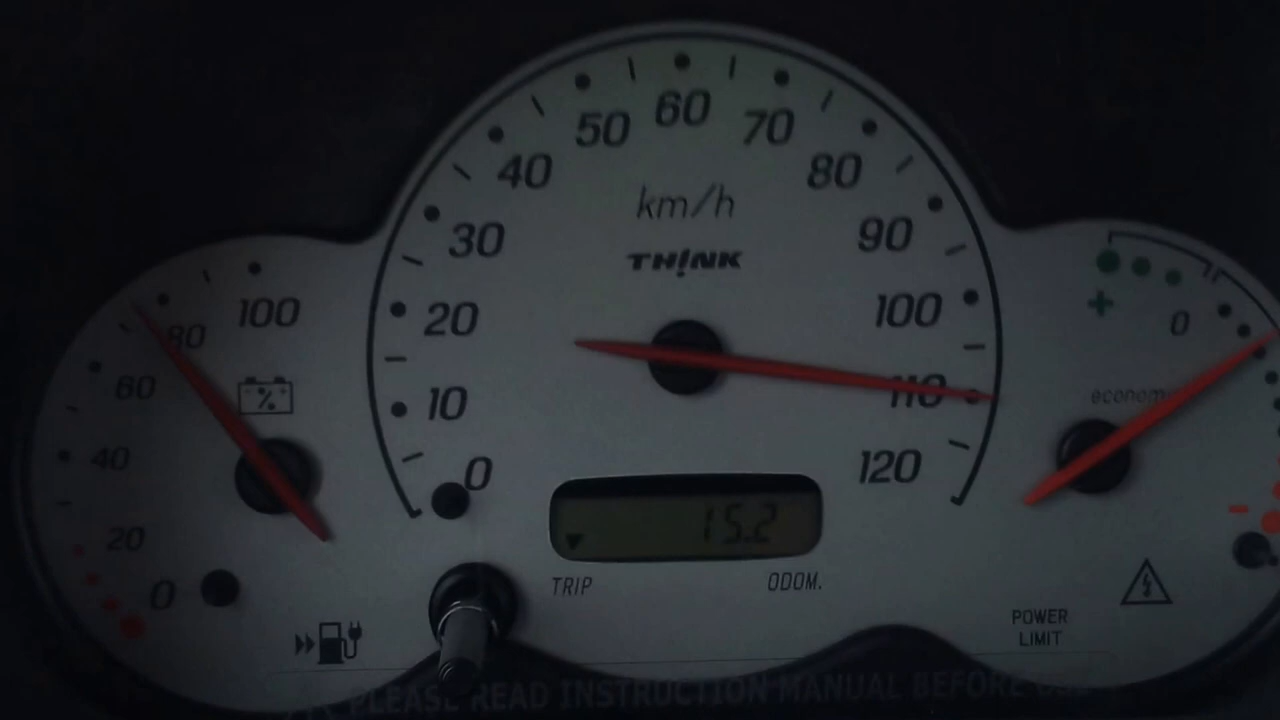 50 60 70
40 80
km/h
30 90
TH!NK
20 100
10 110
0 120
100
80
60
40
20
0
%
0
+
economy
-
15.2
TRIP ODOM.
POWER
LIMIT
PLEASE READ INSTRUCTION MANUAL BEFORE